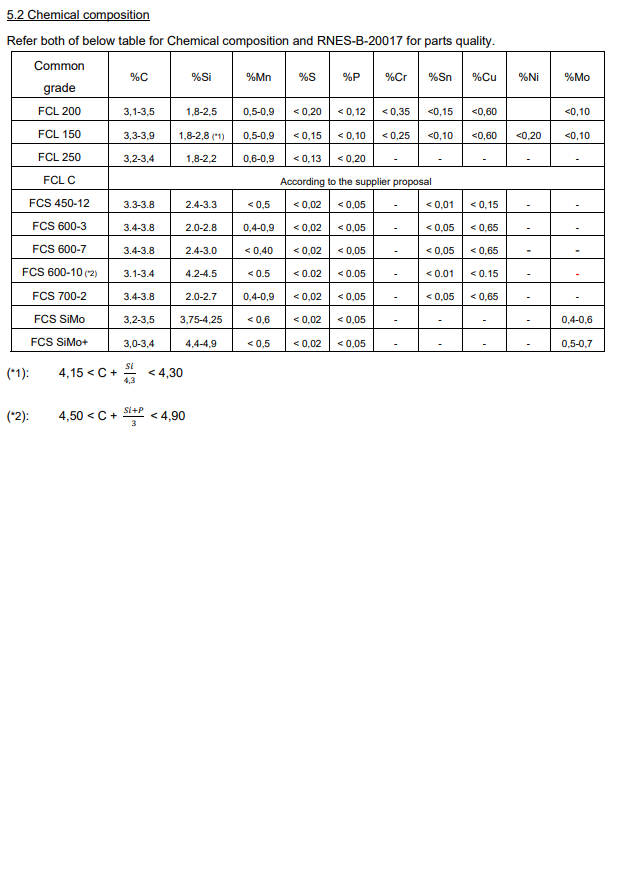 5.2 Chemical composition
Refer both of below table for Chemical composition and RNES-B-20017 for parts quality.
Common grade %C %Si %Mn %S %P %Cr %Sn %Cu %Ni %Mo
FCL 200 3,1-3,5 1,8-2,5 0,5-0,9 < 0,20 < 0,12 < 0,35 <0,15 <0,60 <0,10
FCL 150 3,3-3,9 1,8-2,8 (*1) 0,5-0,9 < 0,15 < 0,10 < 0,25 <0,10 <0,60 <0,20 <0,10
FCL 250 3,2-3,4 1,8-2,2 0,6-0,9 < 0,13 < 0,20 - - - - -
FCL C According to the supplier proposal
FCS 450-12 3.3-3.8 2.4-3.3 < 0,5 < 0,02 < 0,05 - < 0,01 < 0,15 - -
FCS 600-3 3.4-3.8 2.0-2.8 0,4-0,9 < 0,02 < 0,05 - < 0,05 < 0,65 - -
FCS 600-7 3.4-3.8 2.4-3.0 < 0,40 < 0,02 < 0,05 - < 0,05 < 0,65 - -
FCS 600-10 (*2) 3.1-3.4 4.2-4.5 < 0.5 < 0.02 < 0.05 - < 0.01 < 0.15 - -
FCS 700-2 3.4-3.8 2.0-2.7 0,4-0,9 < 0,02 < 0,05 - < 0,05 < 0,65 - -
FCS SiMo 3,2-3,5 3,75-4,25 < 0,6 < 0,02 < 0,05 - - - - 0,4-0,6
FCS SiMo+ 3,0-3,4 4,4-4,9 < 0,5 < 0,02 < 0,05 - - - - 0,5-0,7
(*1): 4,15 < C + Si/4,3 < 4,30
(*2): 4,50 < C + Si+P/3 < 4,90